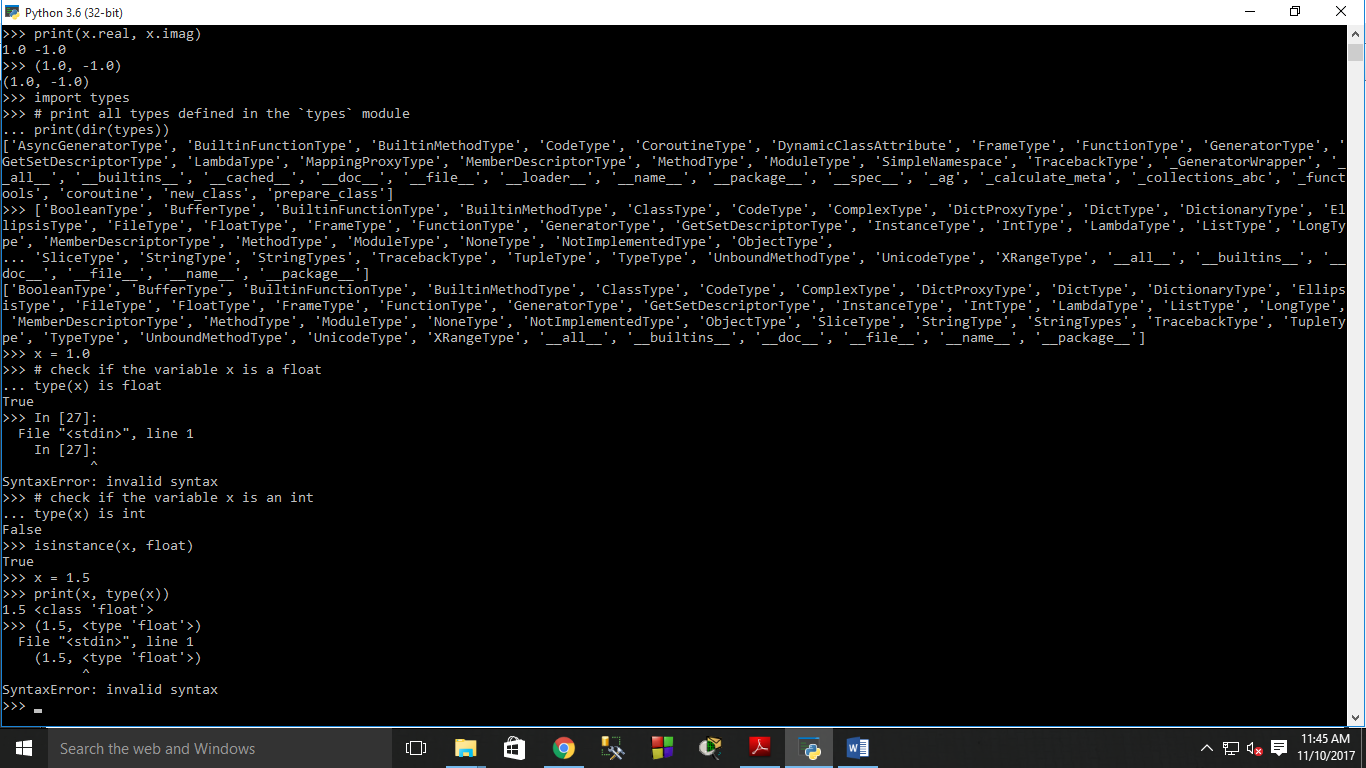 Python 3.6 (32-bit)
>>> print(x.real, x.imag)
1.0 -1.0
>>> (1.0, -1.0)
(1.0, -1.0)
>>> import types
>>> # print all types defined in the `types` module
... print(dir(types))
['AsyncGeneratorType', 'BuiltinFunctionType', 'BuiltinMethodType', 'CodeType', 'CoroutineType', 'DynamicClassAttribute', 'FrameType', 'FunctionType', 'GeneratorType', '
GetSetDescriptorType', 'LambdaType', 'MappingProxyType', 'MemberDescriptorType', 'MethodType', 'ModuleType', 'SimpleNamespace', 'TracebackType', '_GeneratorWrapper', '_
_all__', '__builtins__', '__cached__', '__doc__', '__file__', '__loader__', '__name__', '__package__', '__spec__', '_ag', '_calculate_meta', '_collections_abc', '_funct
ools', 'coroutine', 'new_class', 'prepare_class']
>>> ['BooleanType', 'BufferType', 'BuiltinFunctionType', 'BuiltinMethodType', 'ClassType', 'CodeType', 'ComplexType', 'DictProxyType', 'DictType', 'DictionaryType', 'El
lipsisType', 'FileType', 'FloatType', 'FrameType', 'FunctionType', 'GeneratorType', 'GetSetDescriptorType', 'InstanceType', 'IntType', 'LambdaType', 'ListType', 'LongTy
pe', 'MemberDescriptorType', 'MethodType', 'ModuleType', 'NoneType', 'NotImplementedType', 'ObjectType',
... 'SliceType', 'StringType', 'StringTypes', 'TracebackType', 'TupleType', 'TypeType', 'UnboundMethodType', 'UnicodeType', 'XRangeType', '__all__', '__builtins__', '__
doc__', '__file__', '__name__', '__package__']
['BooleanType', 'BufferType', 'BuiltinFunctionType', 'BuiltinMethodType', 'ClassType', 'CodeType', 'ComplexType', 'DictProxyType', 'DictType', 'DictionaryType', 'Ellips
isType', 'FileType', 'FloatType', 'FrameType', 'FunctionType', 'GeneratorType', 'GetSetDescriptorType', 'InstanceType', 'IntType', 'LambdaType', 'ListType', 'LongType',
'MemberDescriptorType', 'MethodType', 'ModuleType', 'NoneType', 'NotImplementedType', 'ObjectType', 'SliceType', 'StringType', 'StringTypes', 'TracebackType', 'TupleTy
pe', 'TypeType', 'UnboundMethodType', 'UnicodeType', 'XRangeType', '__all__', '__builtins__', '__doc__', '__file__', '__name__', '__package__']
>>> x = 1.0
>>> # check if the variable x is a float
... type(x) is float
True
>>> In [27]:
File "<stdin>", line 1
In [27]:
^
SyntaxError: invalid syntax
>>> # check if the variable x is an int
... type(x) is int
False
>>> isinstance(x, float)
True
>>> x = 1.5
>>> print(x, type(x))
1.5 <class 'float'>
>>> (1.5, <type 'float'>)
File "<stdin>", line 1
(1.5, <type 'float'>)
^
SyntaxError: invalid syntax
>>>
Search the web and Windows
11:45 AM
11/10/2017